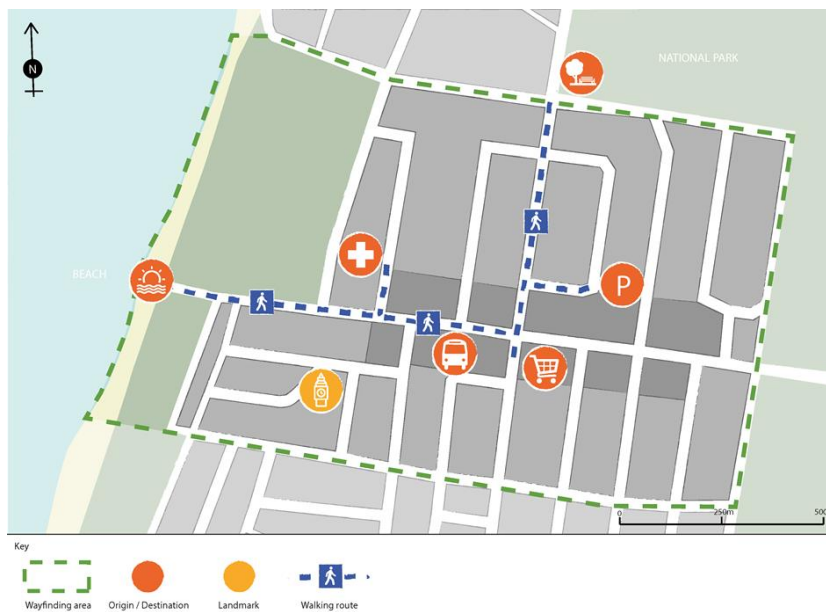 N
NATIONAL PARK
BEACH
P
0
250m
500
Key
Wayfinding area
Origin / Destination
Landmark
Walking route